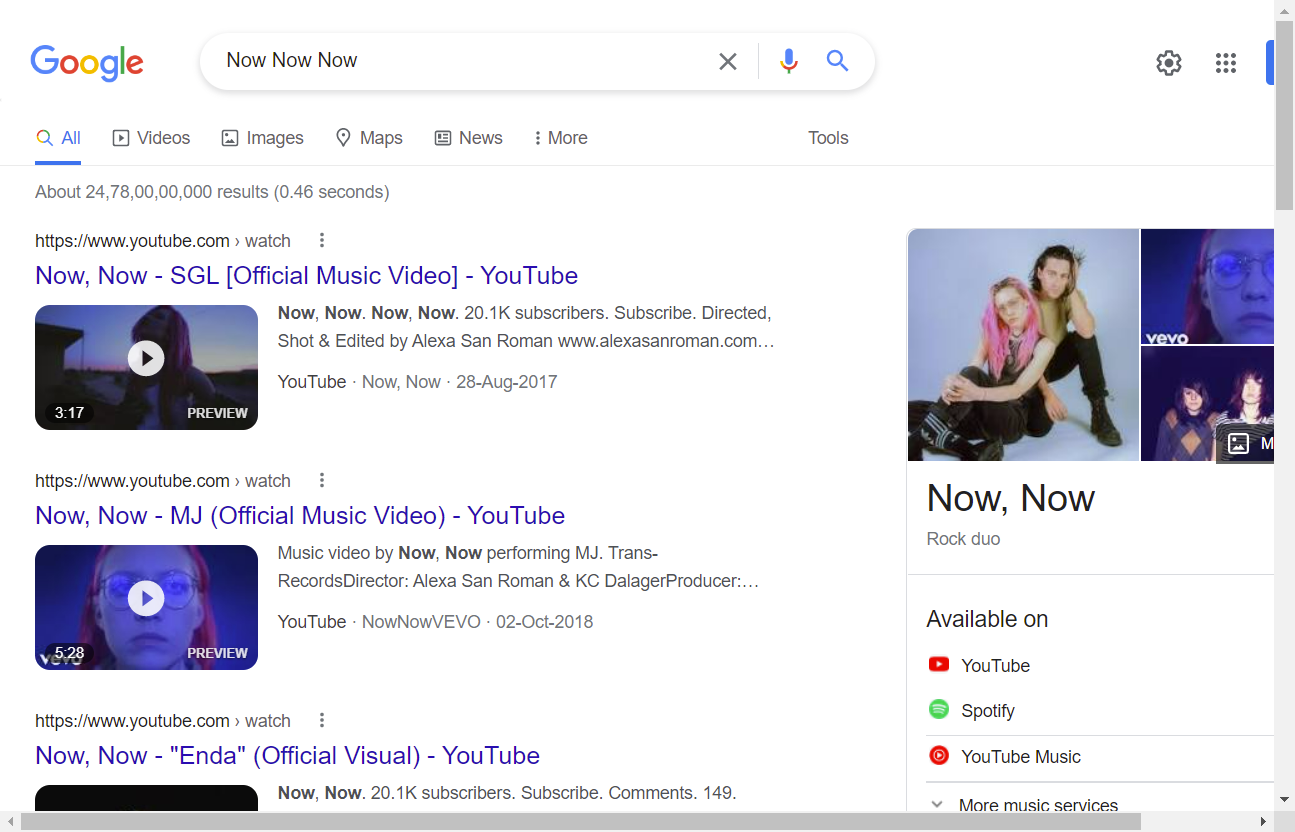 Google
Now Now Now
All
Videos
Images
Maps
News
More
Tools
About 24,78,00,00,000 results (0.46 seconds)
https://www.youtube.com › watch
Now, Now - SGL [Official Music Video] - YouTube
3:17
PREVIEW
Now, Now. Now, Now. 20.1K subscribers. Subscribe. Directed,
Shot & Edited by Alexa San Roman www.alexasanroman.com…
YouTube · Now, Now · 28-Aug-2017
https://www.youtube.com › watch
Now, Now - MJ (Official Music Video) - YouTube
5:28
vevo
PREVIEW
Music video by Now, Now performing MJ. Trans-
RecordsDirector: Alexa San Roman & KC DalagerProducer:…
YouTube · NowNowVEVO · 02-Oct-2018
https://www.youtube.com › watch
Now, Now - "Enda" (Official Visual) - YouTube
Now, Now. 20.1K subscribers. Subscribe. Comments. 149.
vevo
M
Now, Now
Rock duo
Available on
YouTube
Spotify
YouTube Music
More music services